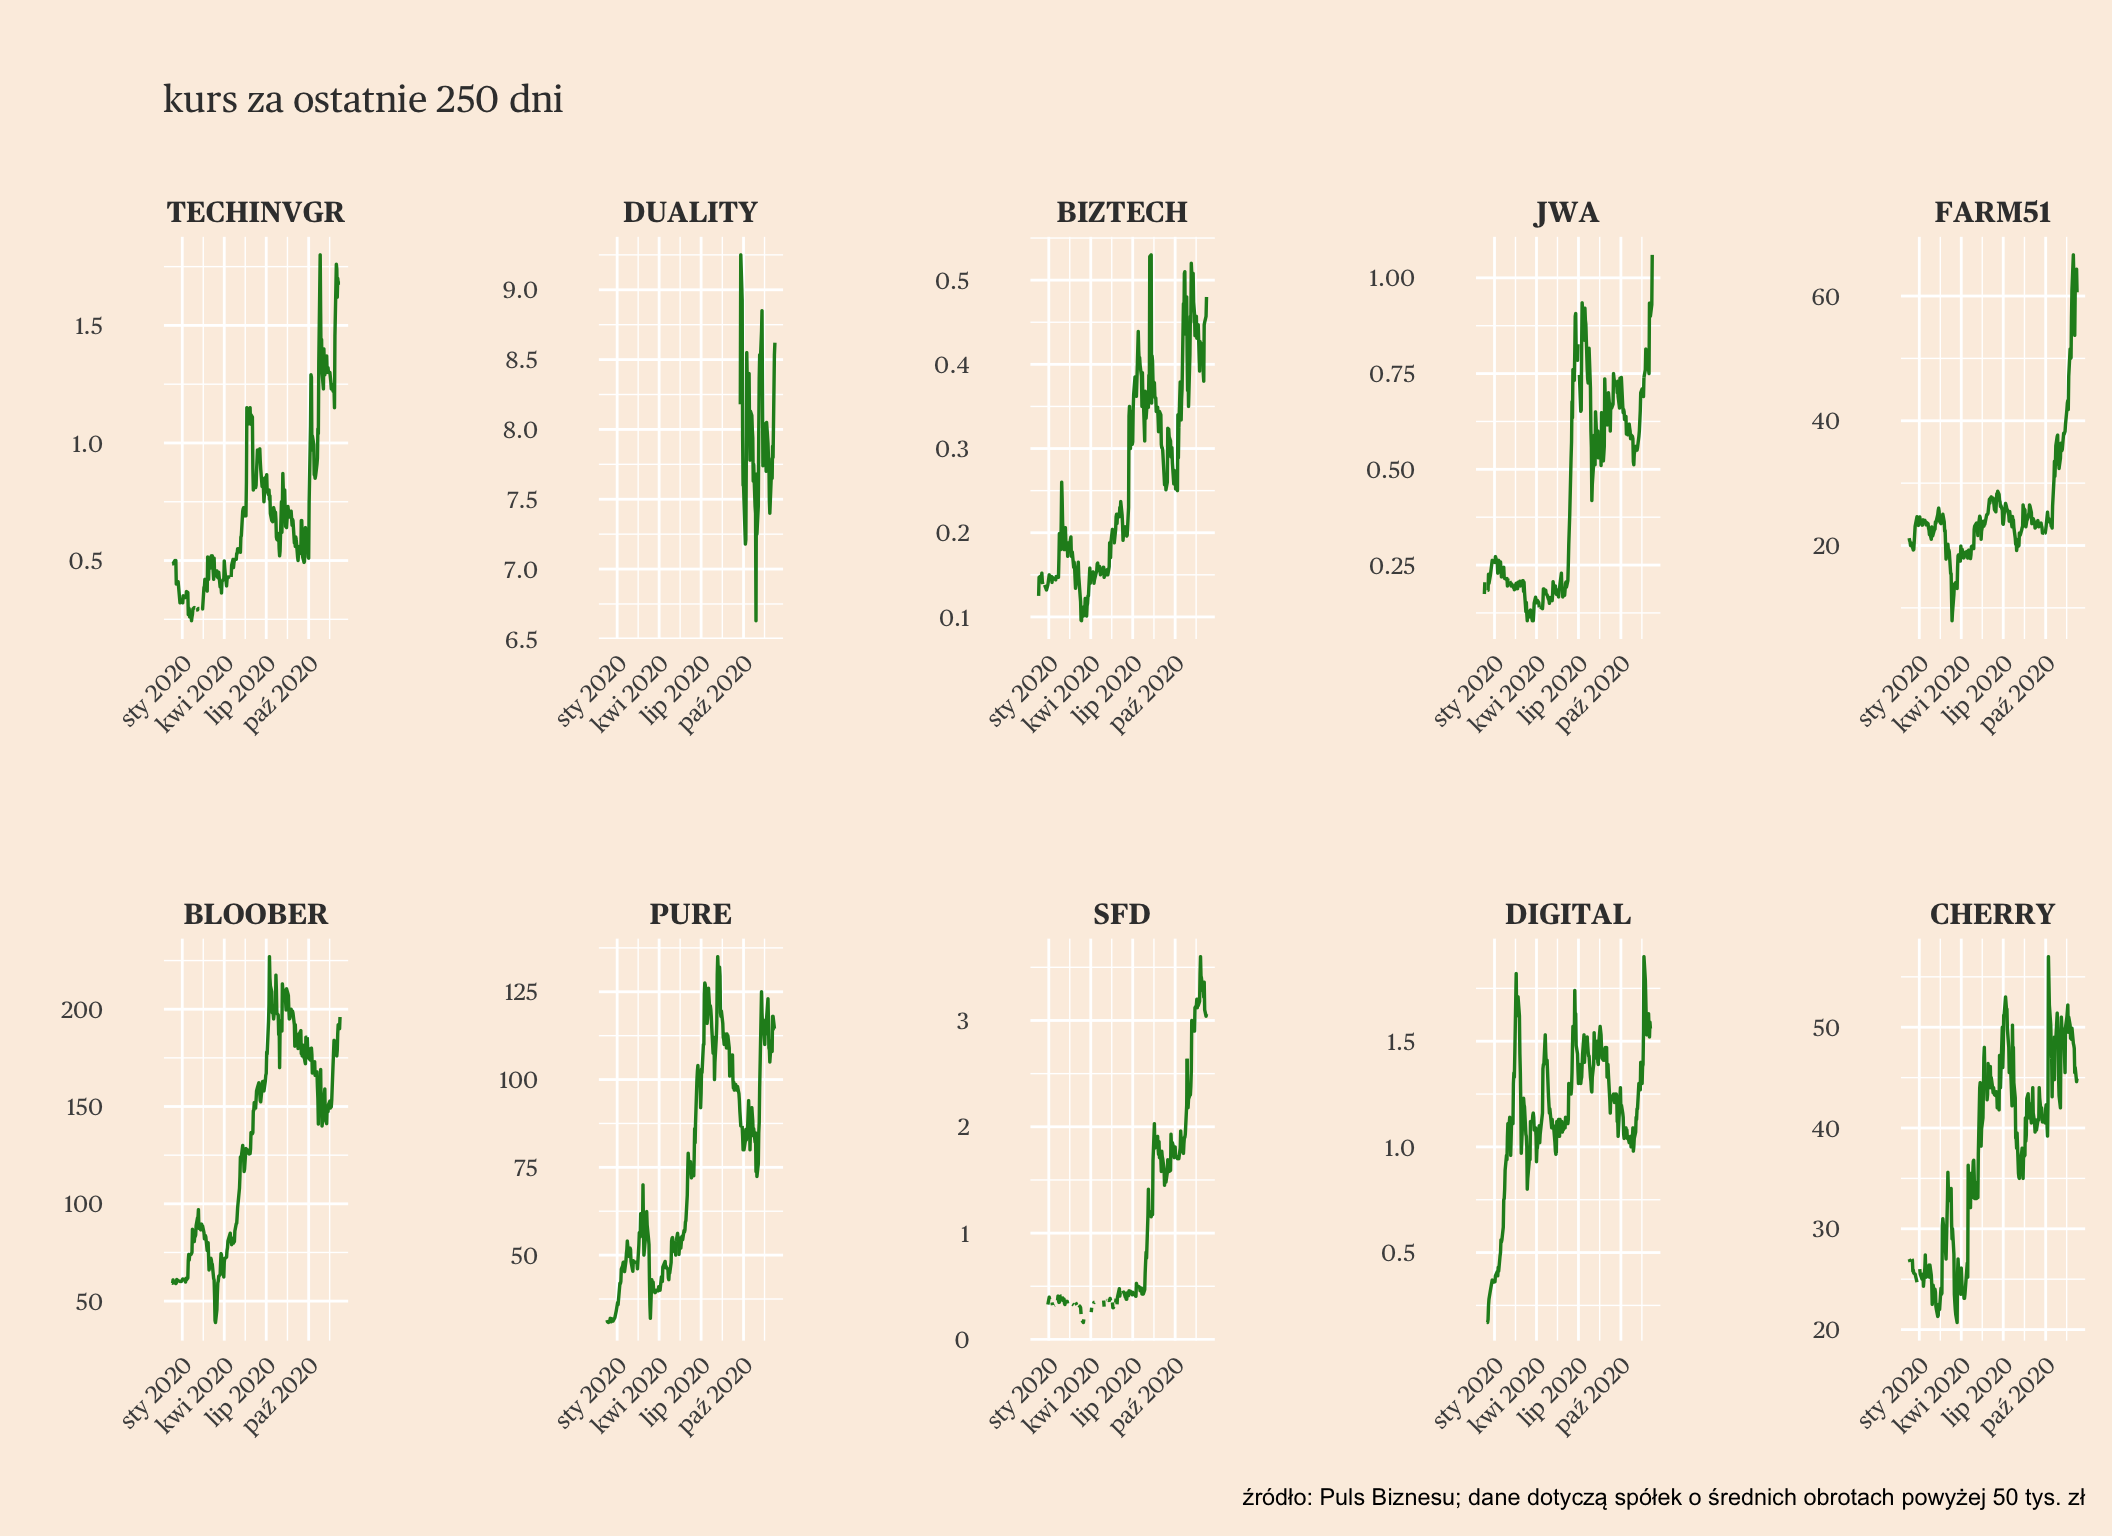 kurs za ostatnie 250 dni
TECHINVGR
1.5
1.0
0.5
sty 2020
kwi 2020
lip 2020
paź 2020
DUALITY
9.0
8.5
8.0
7.5
7.0
6.5
sty 2020
kwi 2020
lip 2020
paź 2020
BIZTECH
0.5
0.4
0.3
0.2
0.1
sty 2020
kwi 2020
lip 2020
paź 2020
JWA
1.00
0.75
0.50
0.25
sty 2020
kwi 2020
lip 2020
paź 2020
FARM51
60
40
20
sty 2020
kwi 2020
lip 2020
paź 2020
BLOOBER
200
150
100
50
sty 2020
kwi 2020
lip 2020
paź 2020
PURE
125
100
75
50
sty 2020
kwi 2020
lip 2020
paź 2020
SFD
3
2
1
0
sty 2020
kwi 2020
lip 2020
paź 2020
DIGITAL
1.5
1.0
0.5
sty 2020
kwi 2020
lip 2020
paź 2020
CHERRY
50
40
30
20
sty 2020
kwi 2020
lip 2020
paź 2020
źródło: Puls Biznesu; dane dotyczą spółek o średnich obrotach powyżej 50 tys. zł